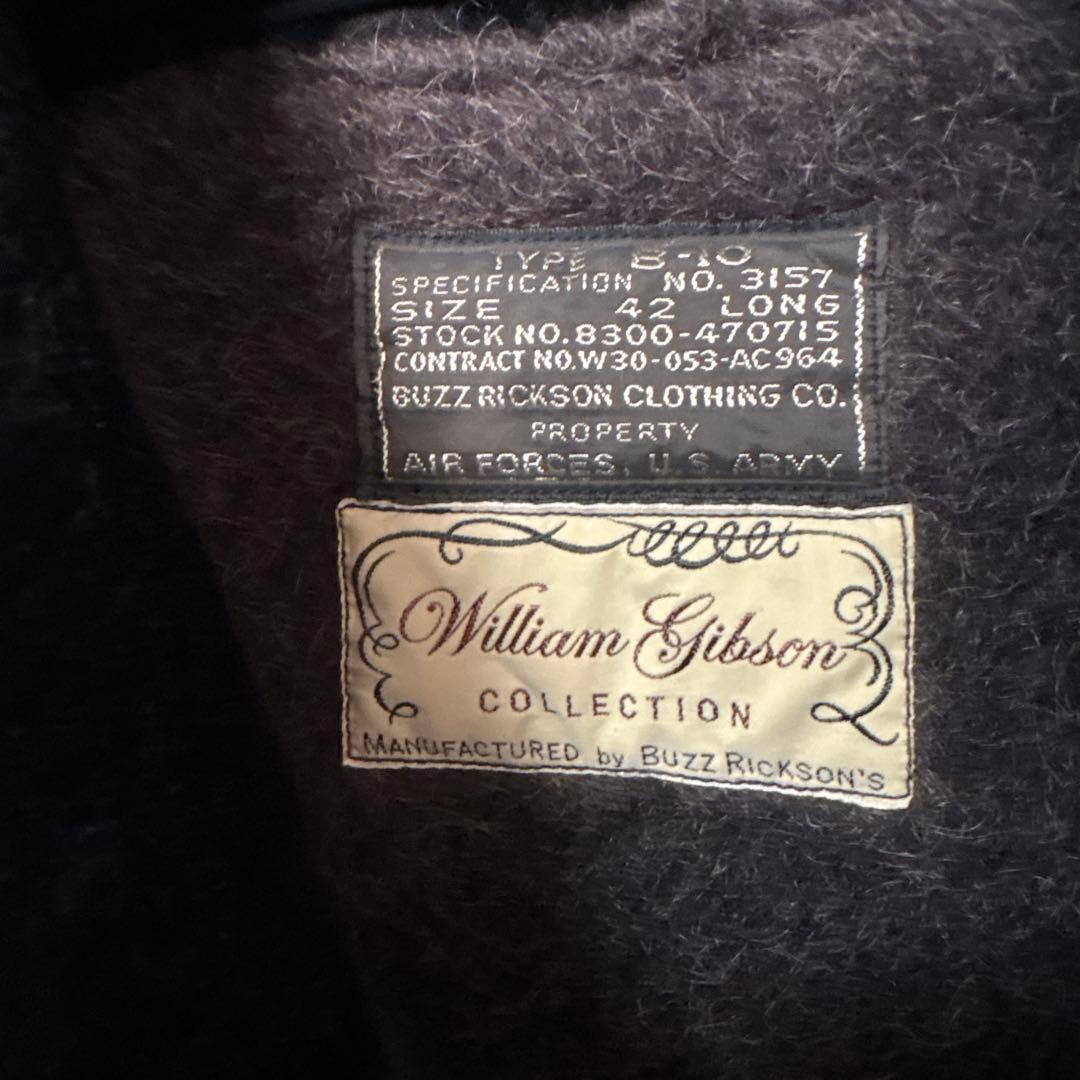 TYPE B-10
SPECIFICATION NO. 3157
SIZE 42 LONG
STOCK NO. 8300-470715
CONTRACT NO. W30-053-AC964
BUZZ RICKSON CLOTHING CO.
PROPERTY
AIR FORCES, U.S. ARMY
William Gibson
COLLECTION
MANUFACTURED by BUZZ RICKSON'S